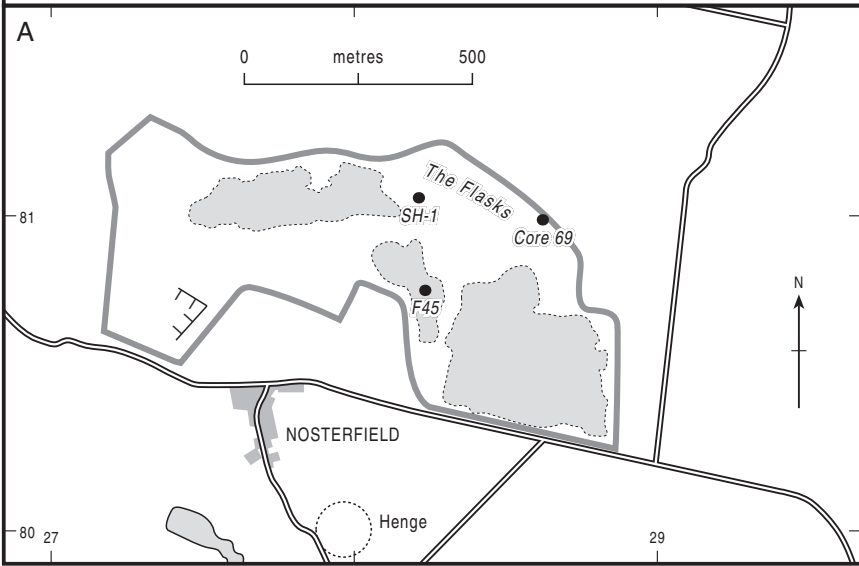 A
0 metres 500
The Flasks
81
SH-1
Core 69
N
F45
NOSTERFIELD
Henge
80
27
29